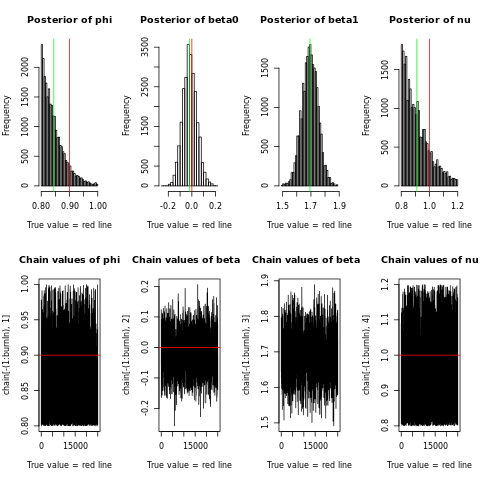 Posterior of phi
Posterior of beta0
Posterior of beta1
Posterior of nu
Frequency
0 500 1000 1500 2000
0.80 0.90 1.00
True value = red line
Frequency
0 500 1500 2500 3500
-0.2 0.0 0.2
True value = red line
Frequency
0 500 1000 1500
1.5 1.7 1.9
True value = red line
Frequency
0 500 1000 1500
0.8 1.0 1.2
True value = red line
Chain values of phi
Chain values of beta
Chain values of beta
Chain values of nu
chain[-(1:burnIn), 1]
0.80 0.85 0.90 0.95 1.00
0 15000
True value = red line
chain[-(1:burnIn), 2]
-0.2 -0.1 0.0 0.1 0.2
0 15000
True value = red line
chain[-(1:burnIn), 3]
1.5 1.6 1.7 1.8 1.9
0 15000
True value = red line
chain[-(1:burnIn), 4]
0.8 0.9 1.0 1.1 1.2
0 15000
True value = red line